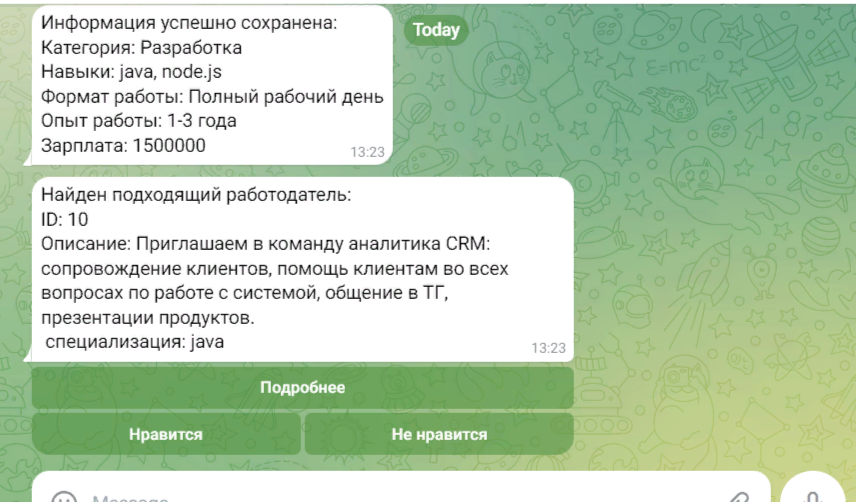 Информация успешно сохранена:
Today
Категория: Разработка
Навыки: java, node.js
Формат работы: Полный рабочий день
Опыт работы: 1-3 года
Зарплата: 1500000
13:23
Найден подходящий работодатель:
ID: 10
Описание: Приглашаем в команду аналитика CRM:
сопровождение клиентов, помощь клиентам во всех
вопросах по работе с системой, общение в ТГ,
презентации продуктов.
специализация: java
13:23
Подробнее
Нравится
Не нравится
Message
E=mc²